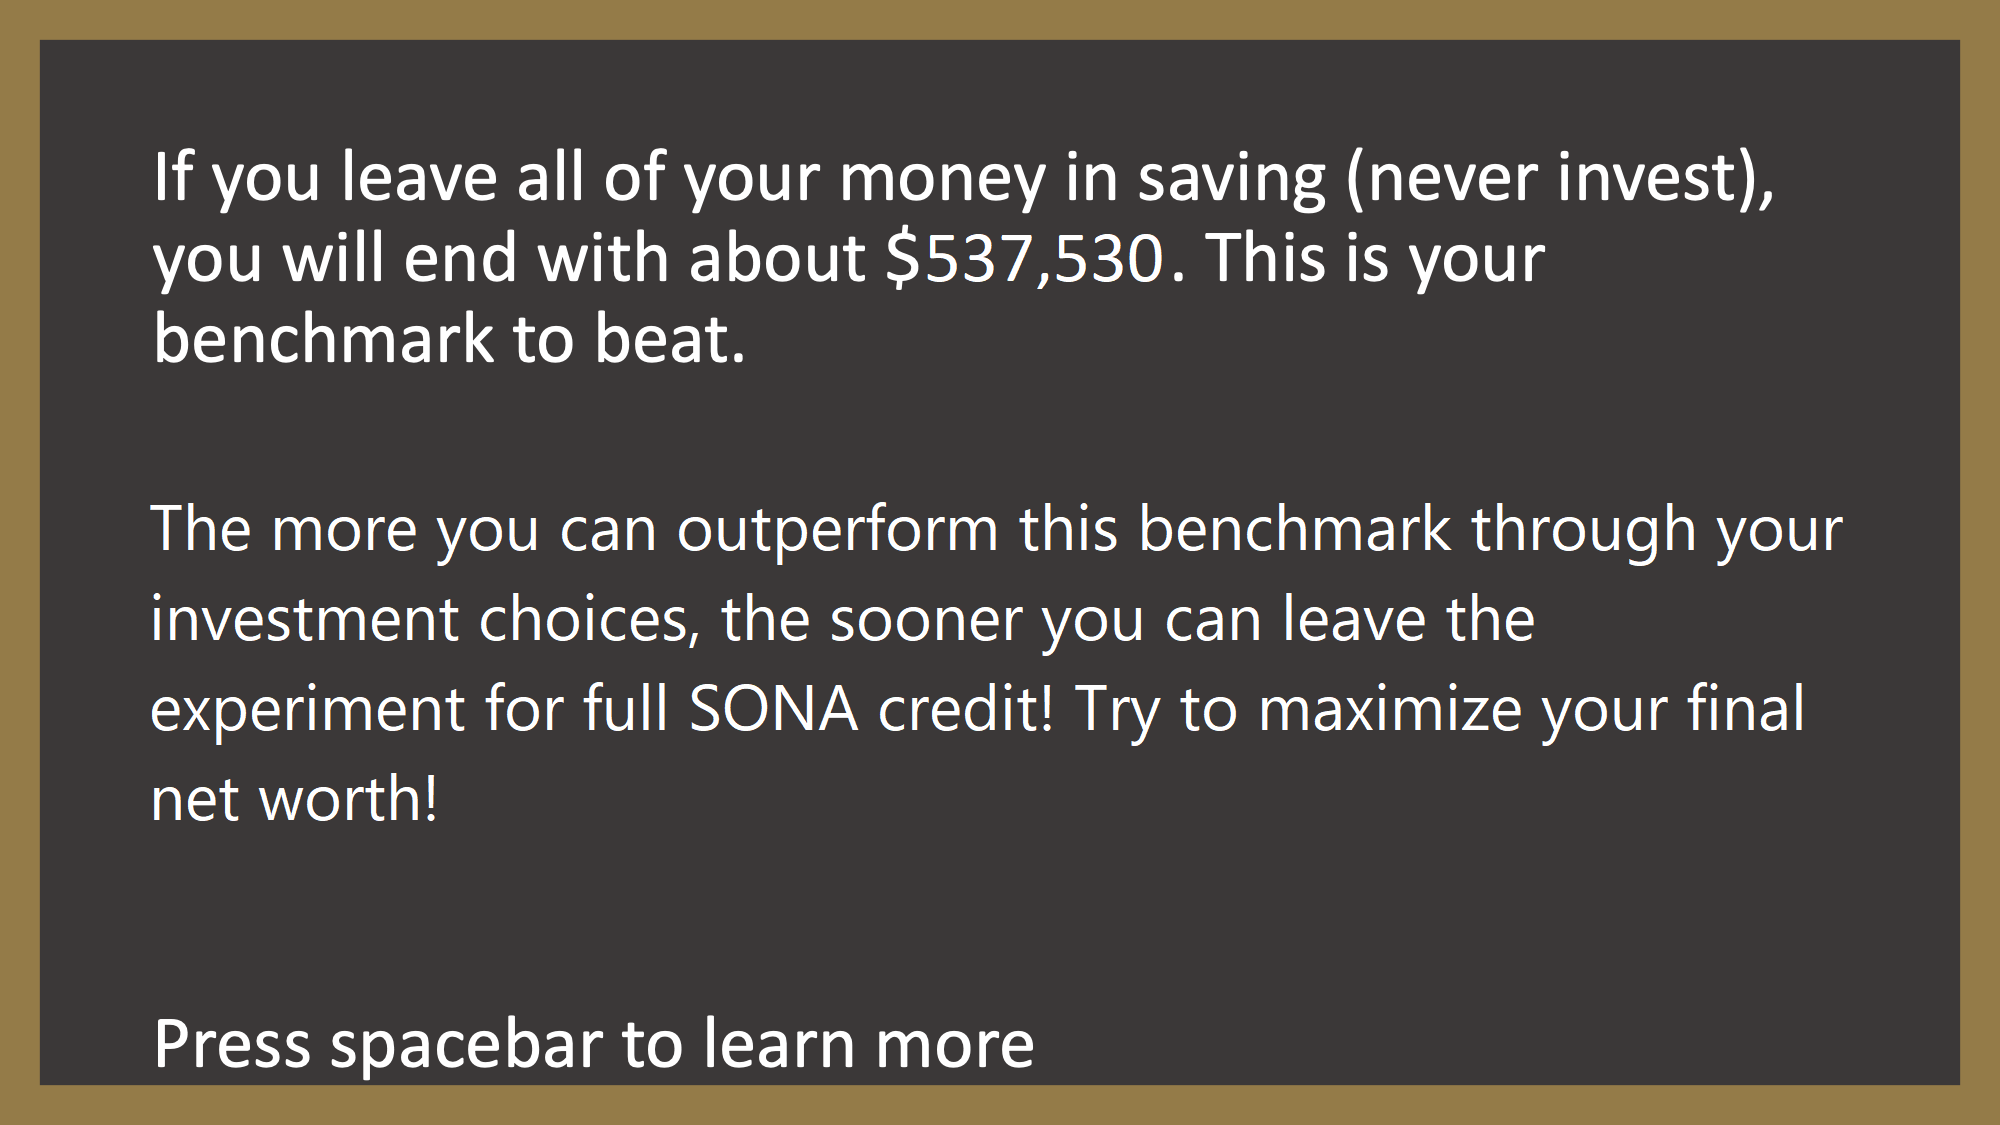 If you leave all of your money in saving (never invest),
you will end with about $537,530. This is your
benchmark to beat.
The more you can outperform this benchmark through your
investment choices, the sooner you can leave the
experiment for full SONA credit! Try to maximize your final
net worth!
Press spacebar to learn more